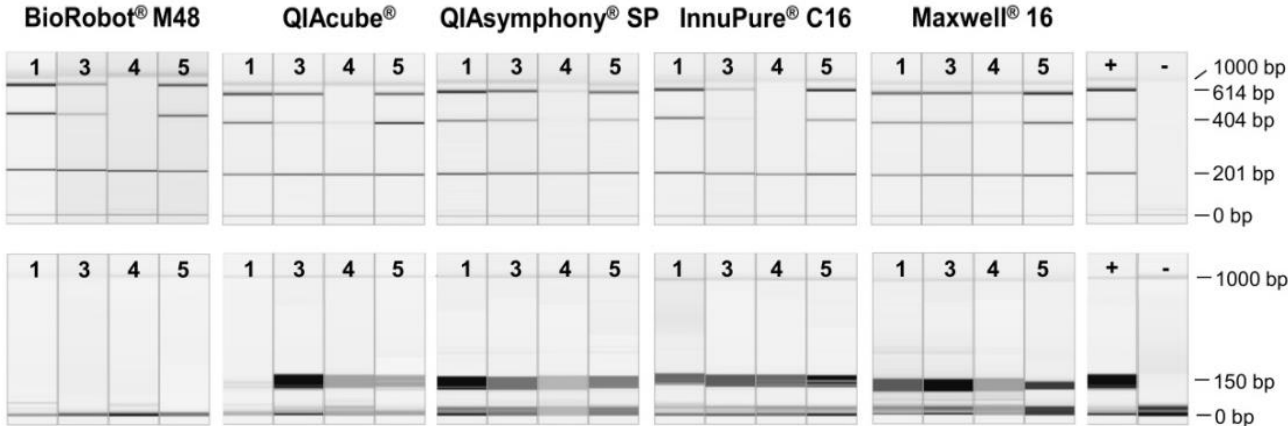 BioRobot® M48 QIAcube® QIAsymphony® SP InnuPure® C16 Maxwell® 16
1 3 4 5 1 3 4 5 1 3 4 5 1 3 4 5 1 3 4 5 + - 1000 bp
614 bp
404 bp
201 bp
0 bp
1 3 4 5 1 3 4 5 1 3 4 5 1 3 4 5 1 3 4 5 + -
1000 bp
150 bp
0 bp